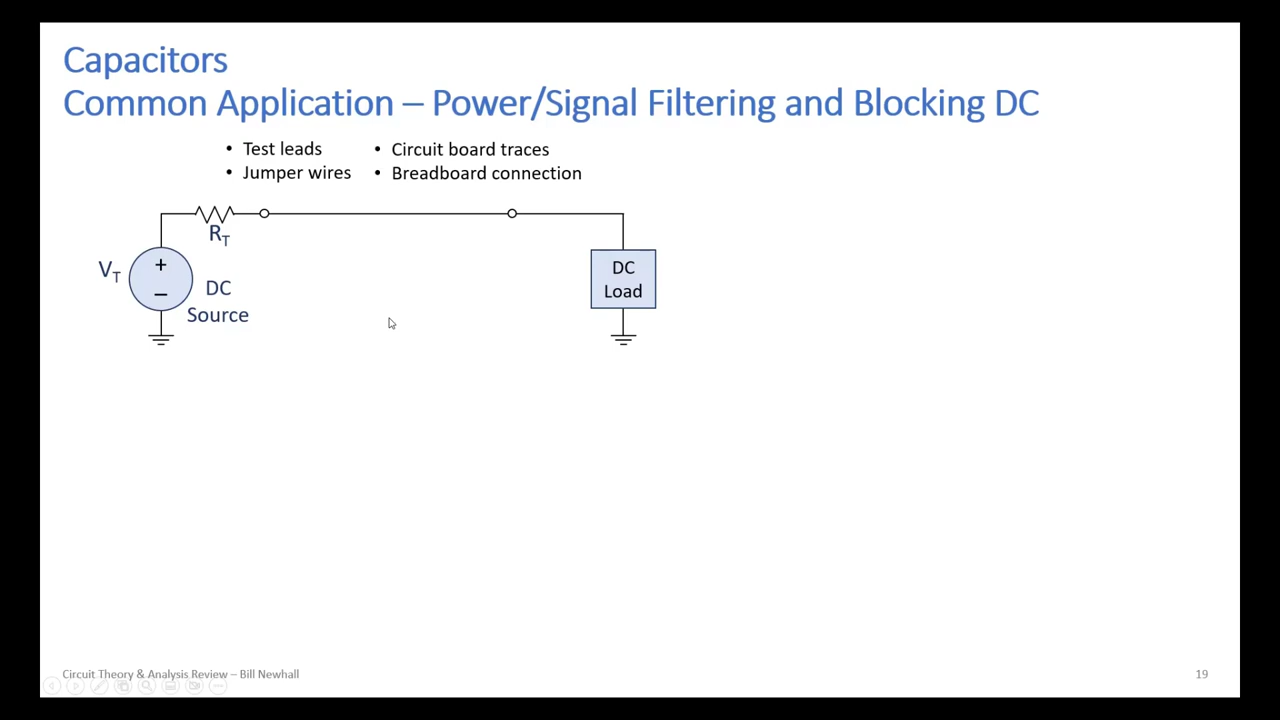 Capacitors
Common Application – Power/Signal Filtering and Blocking DC
• Test leads
• Jumper wires
• Circuit board traces
• Breadboard connection
RT
VT
+
–
DC
Source
DC
Load
Circuit Theory & Analysis Review – Bill Newhall
19